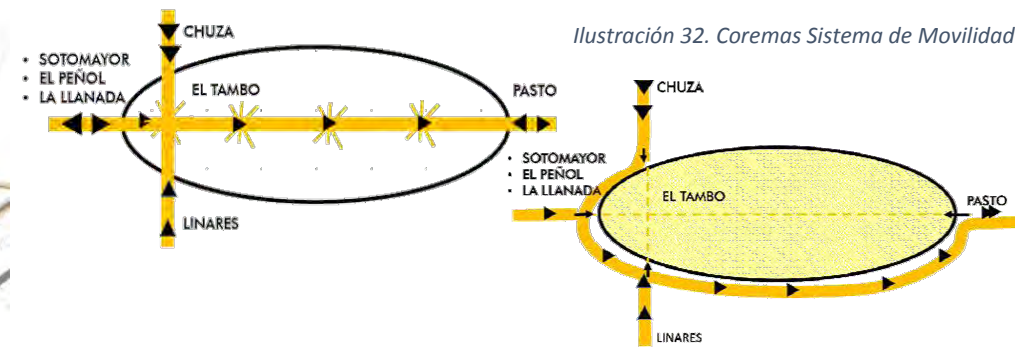 Ilustración 32. Coremas Sistema de Movilidad
CHUZA
• SOTOMAYOR
• EL PEÑOL
• LA LLANADA
EL TAMBO
PASTO
LINARES
CHUZA
• SOTOMAYOR
• EL PEÑOL
• LA LLANADA
EL TAMBO
PASTO
LINARES